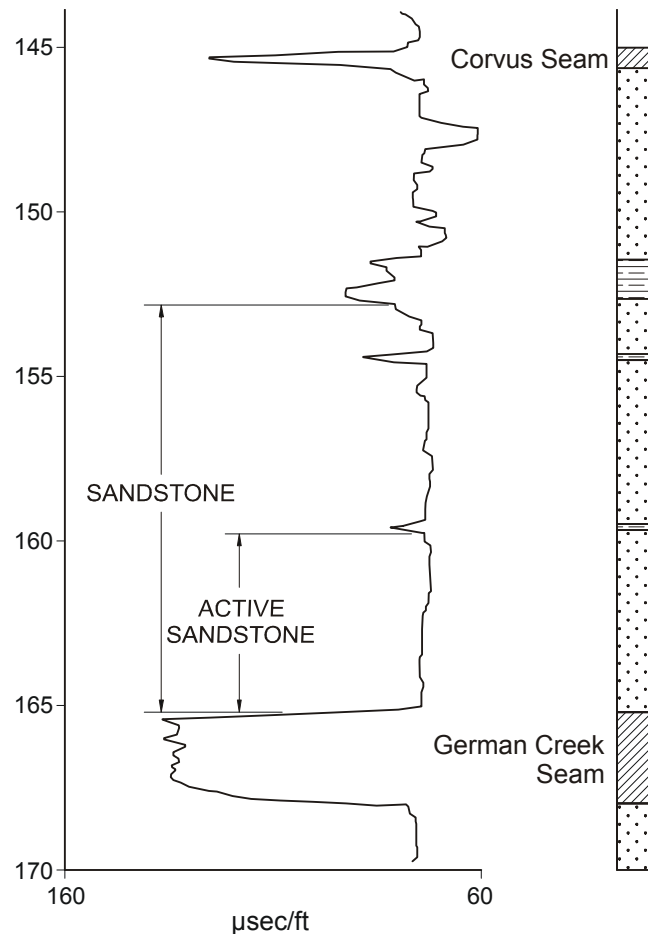 145
Corvus Seam
150
155
SANDSTONE
160
ACTIVE
SANDSTONE
165
German Creek
Seam
170
160
60
µsec/ft